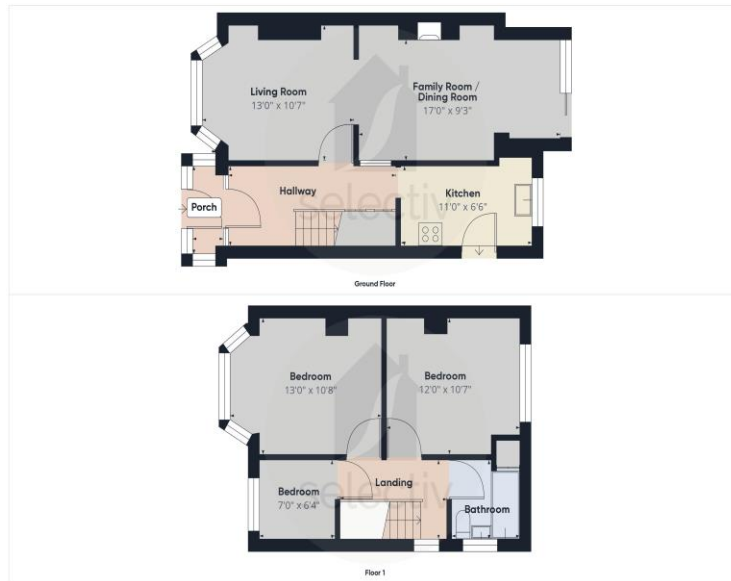 Living Room
13'0" x 10'7"
Family Room /
Dining Room
17'0" x 9'3"
Hallway
Porch
Kitchen
11'0" x 6'6"
selectiv
Ground Floor
Bedroom
13'0" x 10'8"
Bedroom
12'0" x 10'7"
Bedroom
7'0" x 6'4"
Landing
Bathroom
selectiv
Floor 1